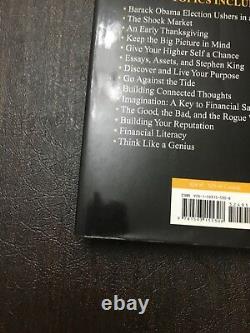 TOPICS INCLU
• Barack Obama Election Ushers in
• The Shock Market
• An Early Thanksgiving
• Keep the Big Picture in Mind
• Give Your Higher Self a Chance
• Essays, Assets, and Stephen King
• Discover and Live Your Purpose
• Go Against the Tide
• Building Connected Thoughts
• Imagination: A Key to Financial Sa
• The Good, the Bad, and the Rogue
• Building Your Reputation
• Financial Literacy
• Think Like a Genius
ISBN
52495
© ebay